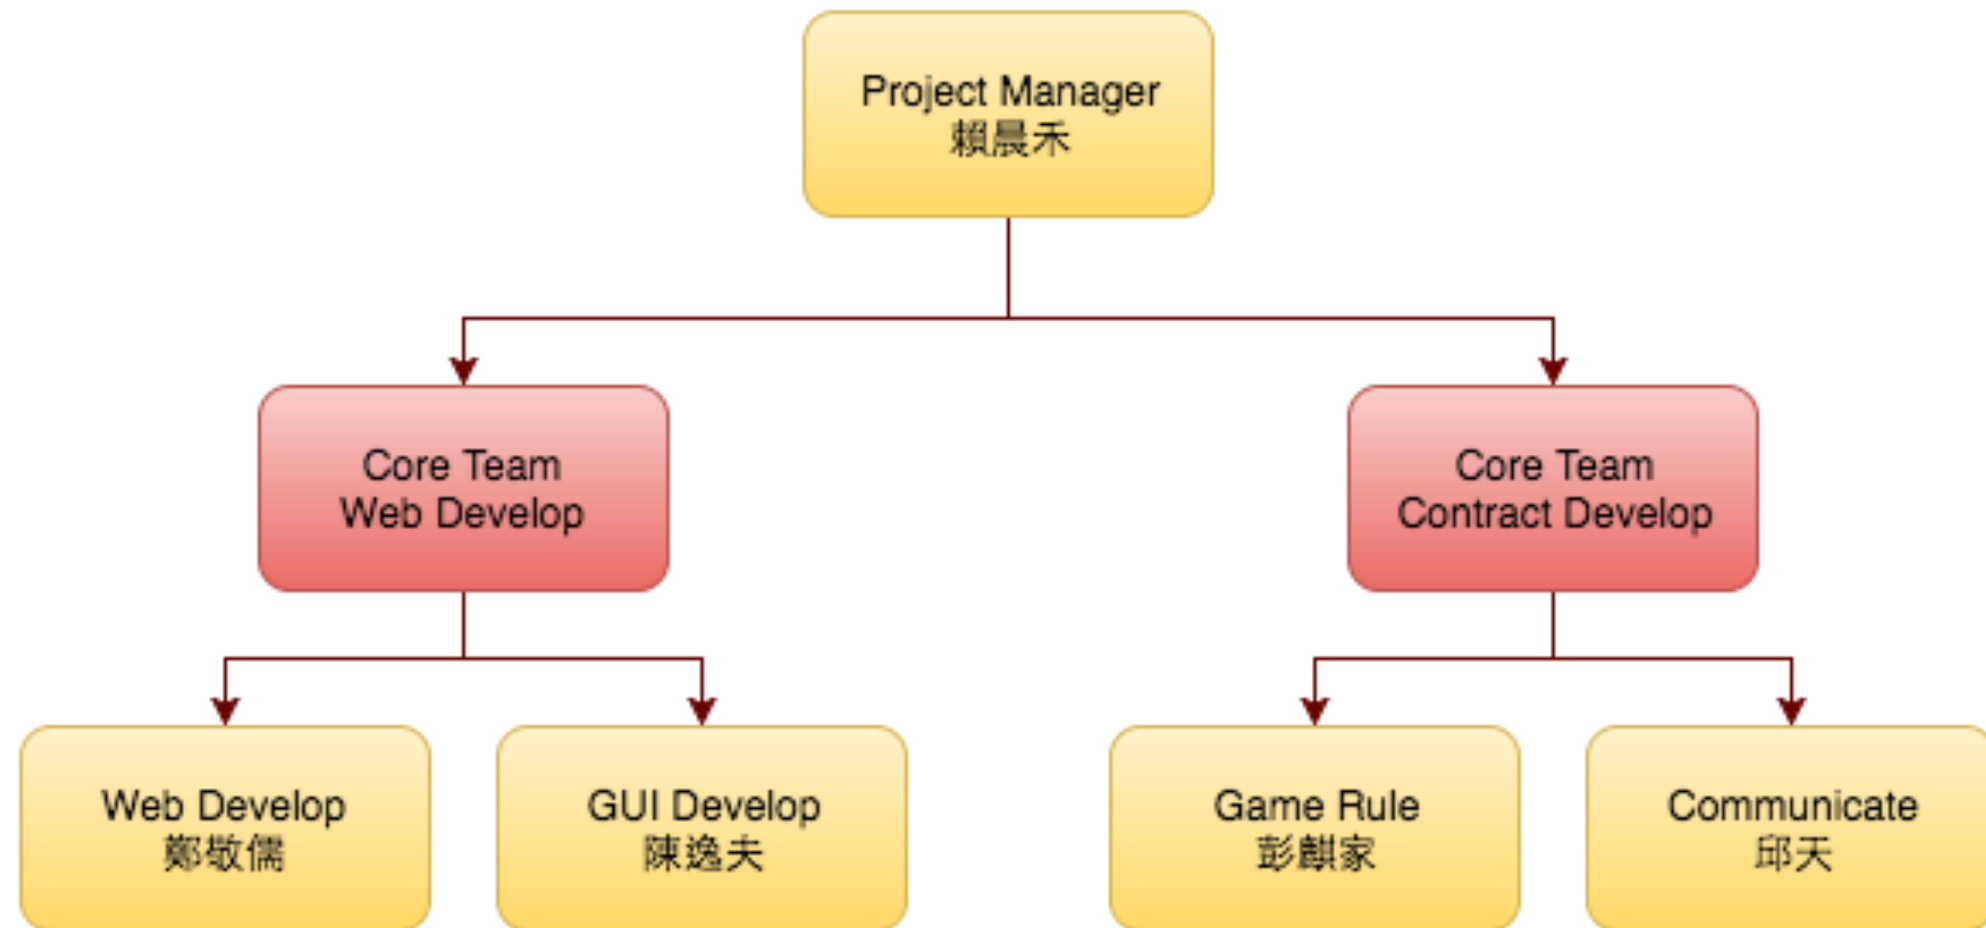 Project Manager
賴晨禾
Core Team
Web Develop
Core Team
Contract Develop
Web Develop
鄭敬儒
GUI Develop
陳逸夫
Game Rule
彭麒家
Communicate
邱天